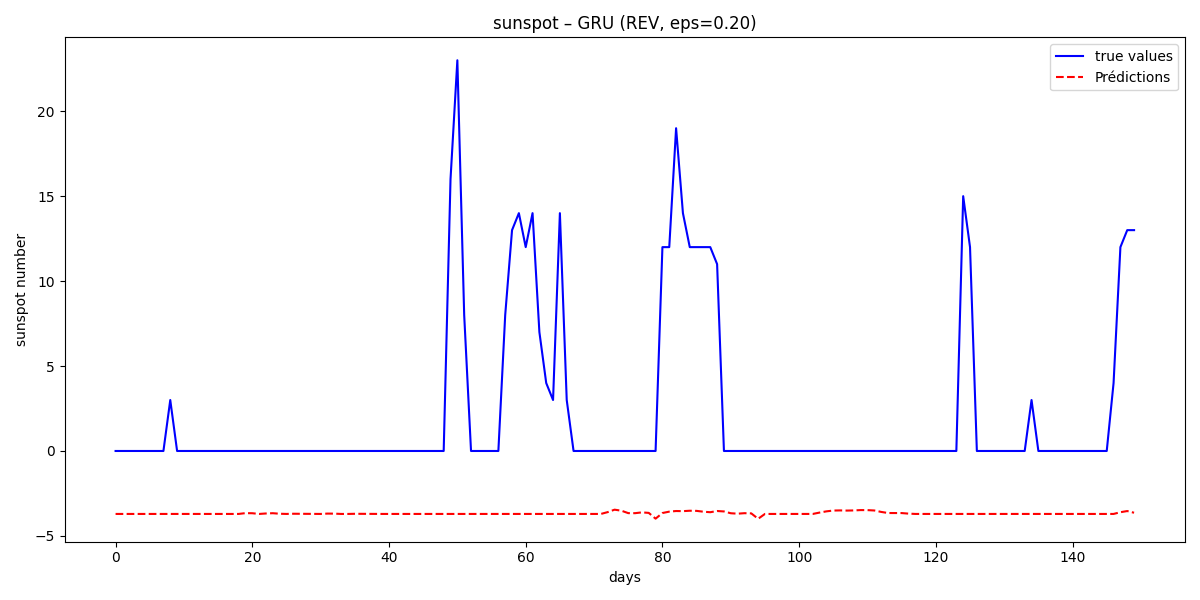 sunspot – GRU (REV, eps=0.20)
true values
Prédictions
sunspot number
20
15
10
5
0
−5
0 20 40 60 80 100 120 140
days